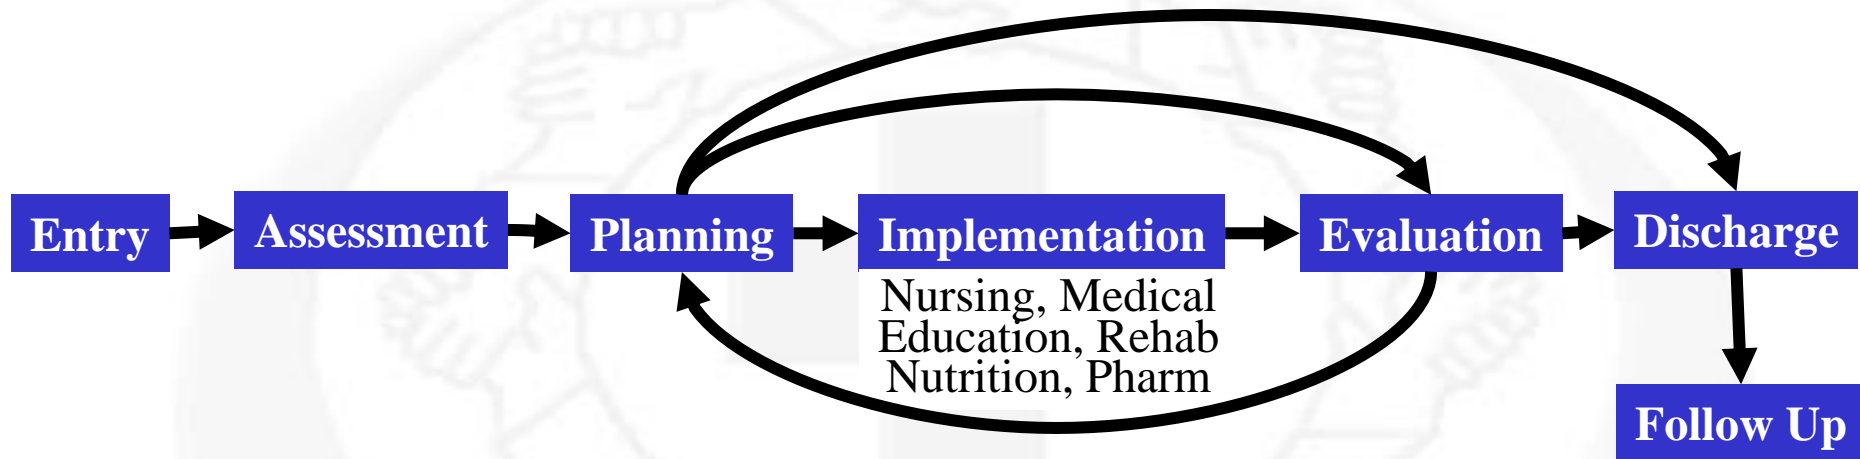 Entry
Assessment
Planning
Implementation
Evaluation
Discharge
Nursing, Medical
Education, Rehab
Nutrition, Pharm
Follow Up